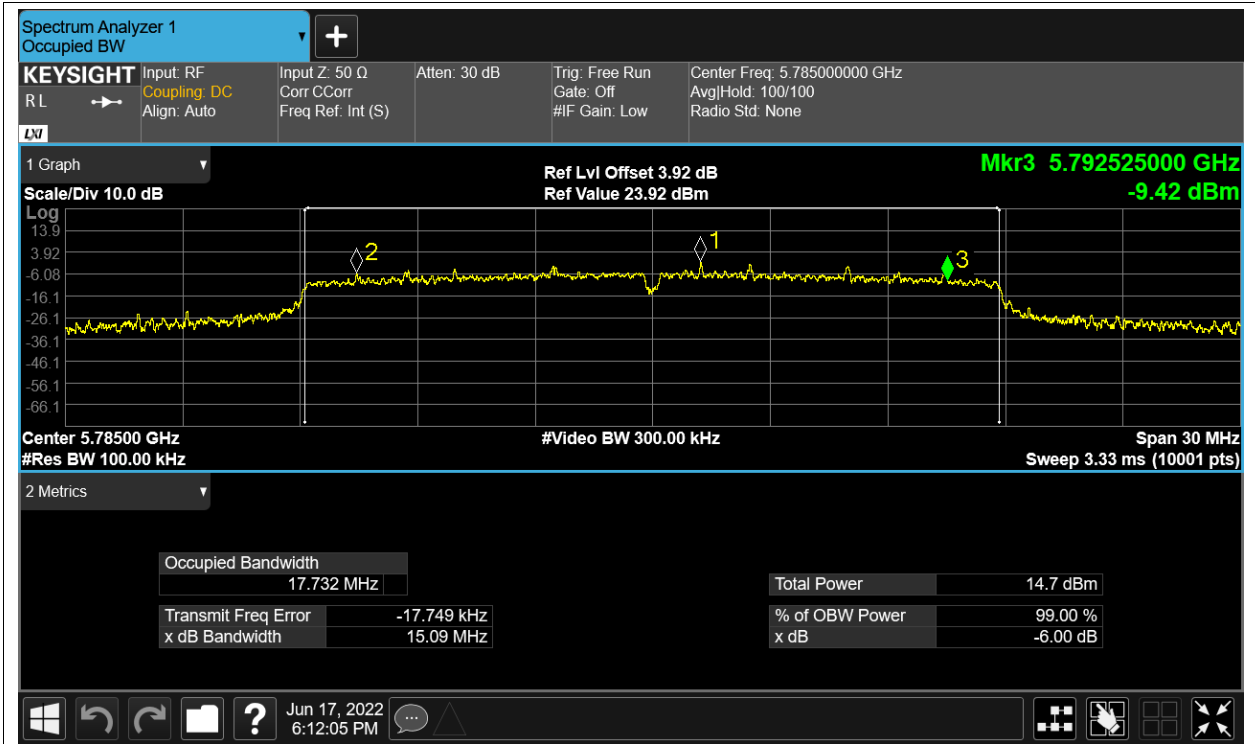 Spectrum Analyzer 1
Occupied BW
+
KEYSIGHT
R L
LXI
Input: RF
Coupling: DC
Align: Auto
Input Z: 50 Ω
Corr CCorr
Freq Ref: Int (S)
Atten: 30 dB
Trig: Free Run
Gate: Off
#IF Gain: Low
Center Freq: 5.785000000 GHz
Avg|Hold: 100/100
Radio Std: None
1 Graph
Scale/Div 10.0 dB
Ref Lvl Offset 3.92 dB
Ref Value 23.92 dBm
Mkr3 5.792525000 GHz
-9.42 dBm
Log
13.9
3.92
-6.08
-16.1
-26.1
-36.1
-46.1
-56.1
-66.1
2
1
3
Center 5.78500 GHz
#Res BW 100.00 kHz
#Video BW 300.00 kHz
Span 30 MHz
Sweep 3.33 ms (10001 pts)
2 Metrics
Occupied Bandwidth
17.732 MHz
Transmit Freq Error -17.749 kHz
x dB Bandwidth 15.09 MHz
Total Power 14.7 dBm
% of OBW Power 99.00 %
x dB -6.00 dB
?
Jun 17, 2022
6:12:05 PM